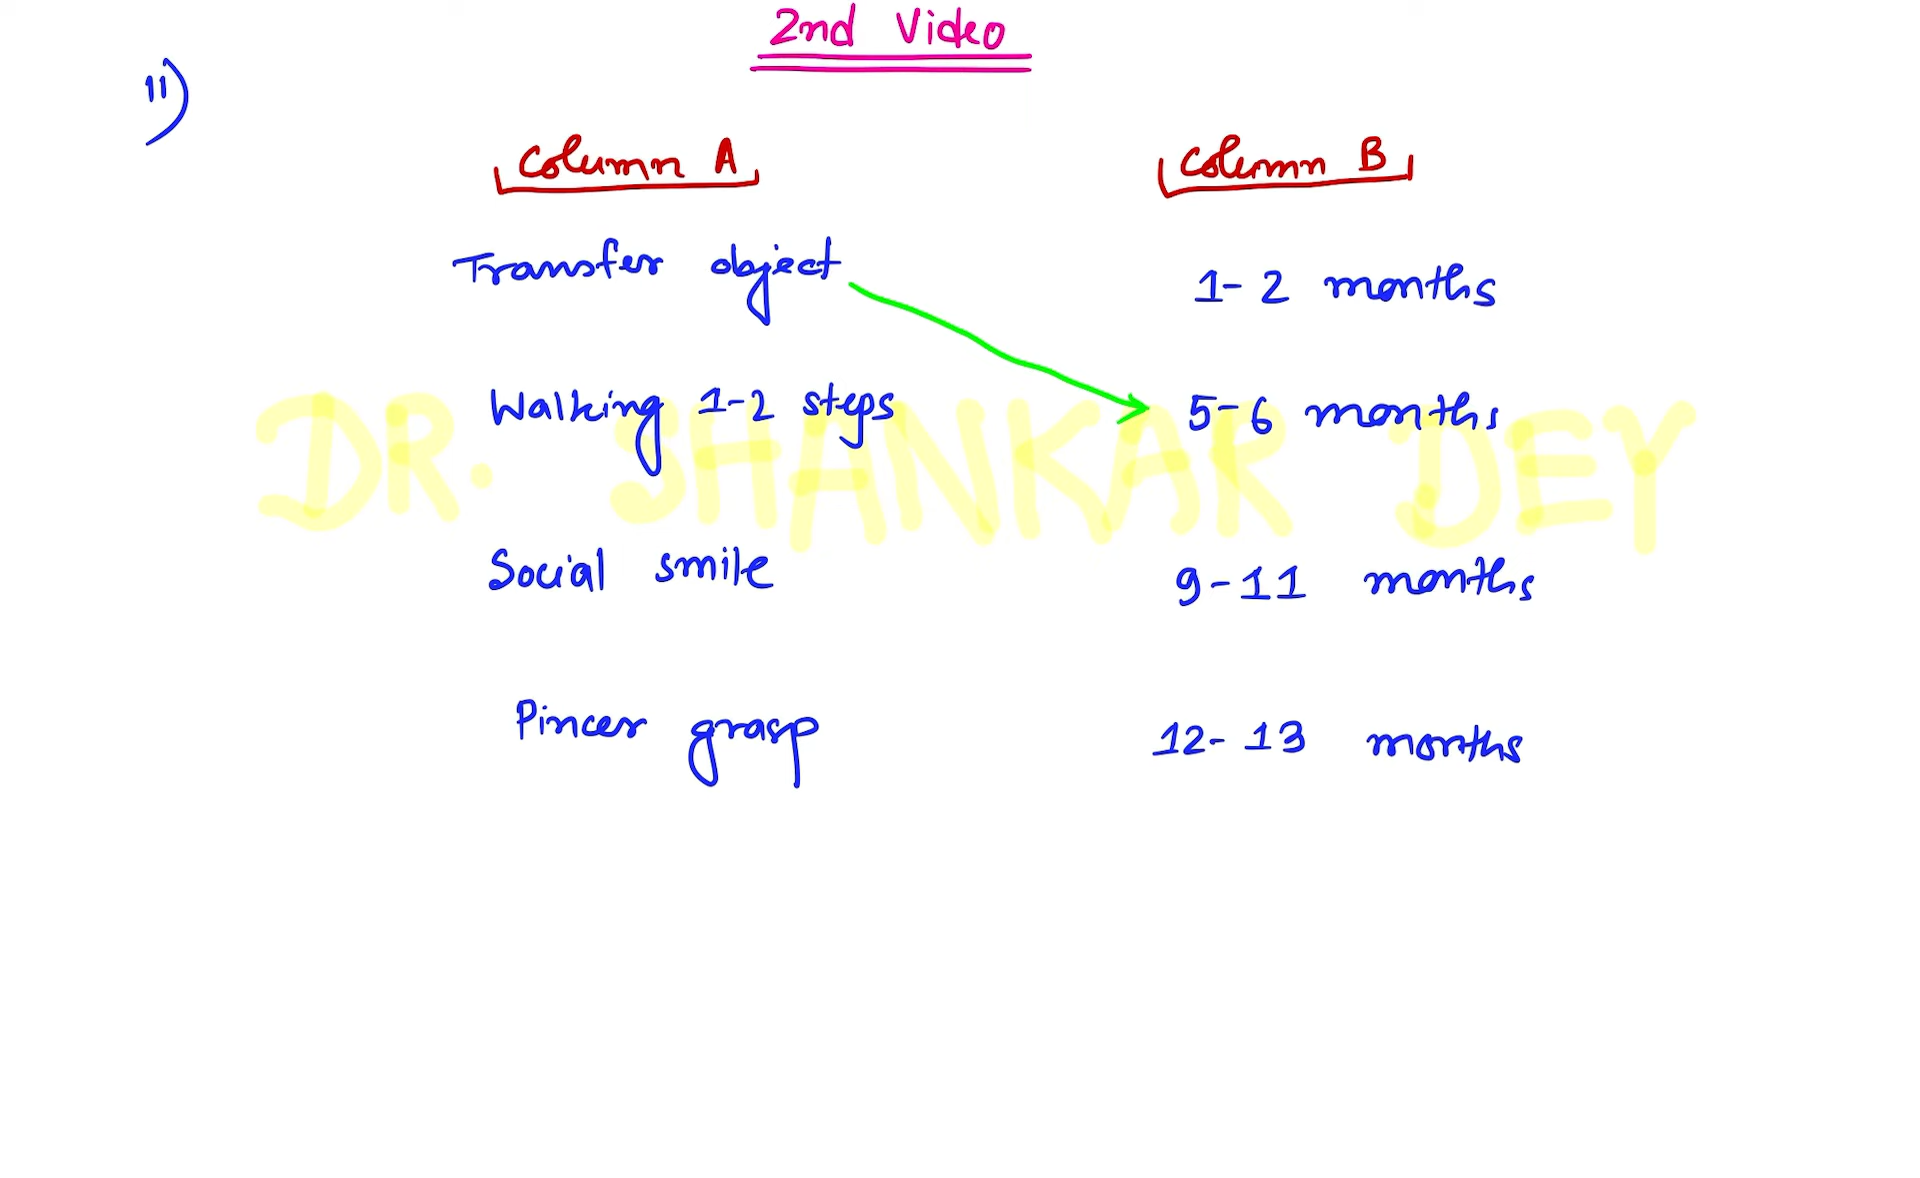 2nd Video
11)
Column A
Column B
Transfer object
1-2 months
Walking 1-2 steps
5-6 months
DR. SHANKAR DEY
Social smile
9-11 months
Pincer grasp
12-13 months